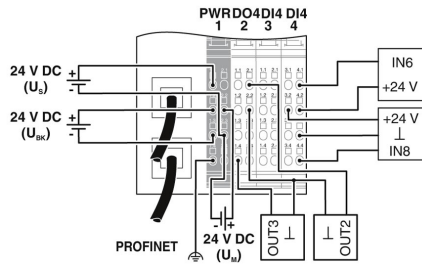 PWR DO4 DI4 DI4
1 2 3 4
24 V DC
(US)
+
-
24 V DC
(UBK)
+
-
IN6
+24 V
+24 V
⊥
IN8
PROFINET
- +
24 V DC
(UM)
OUT3
⊥
⊥
OUT2